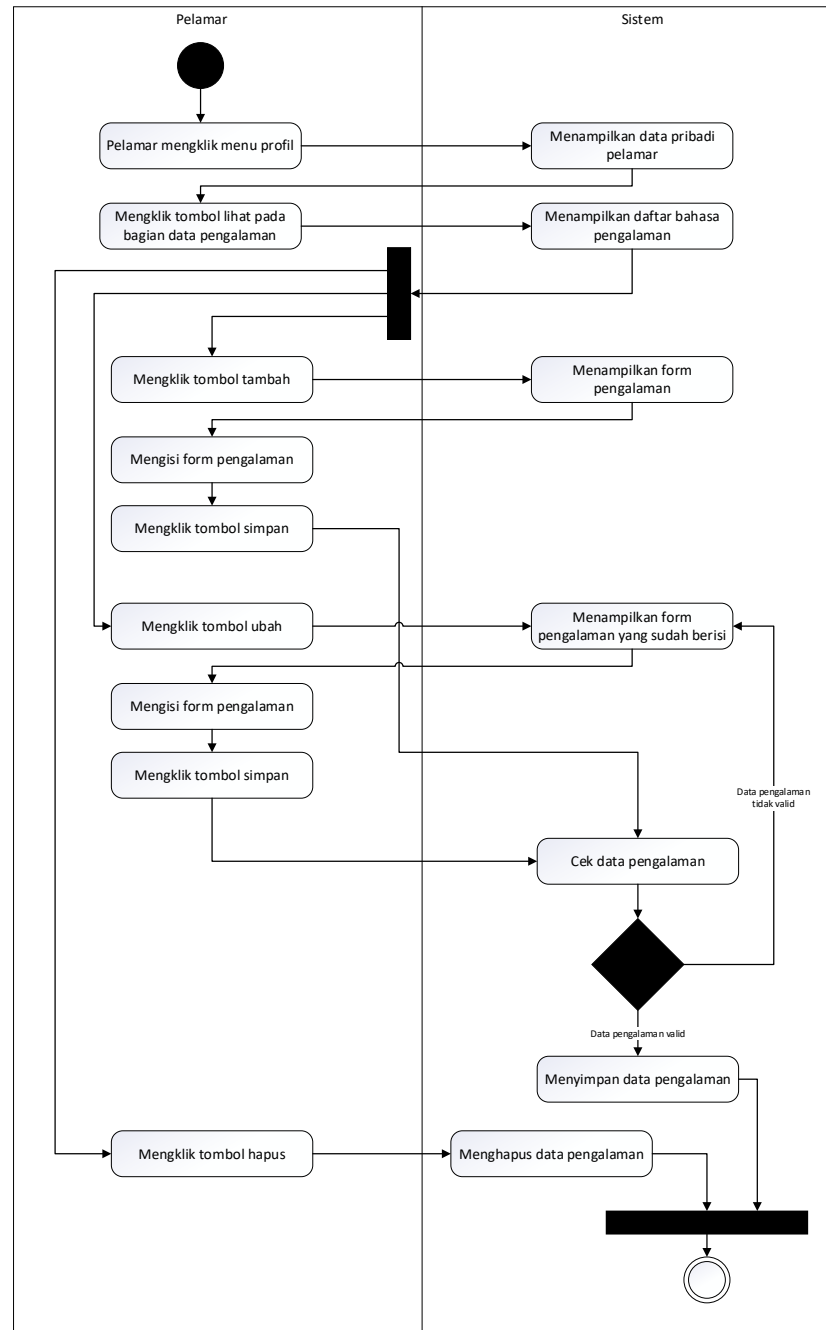 Pelamar
Sistem
Pelamar mengklik menu profil
Menampilkan data pribadi
pelamar
Mengklik tombol lihat pada
bagian data pengalaman
Menampilkan daftar bahasa
pengalaman
Mengklik tombol tambah
Menampilkan form
pengalaman
Mengisi form pengalaman
Mengklik tombol simpan
Mengklik tombol ubah
Menampilkan form
pengalaman yang sudah berisi
Mengisi form pengalaman
Mengklik tombol simpan
Data pengalaman
tidak valid
Cek data pengalaman
Data pengalaman valid
Menyimpan data pengalaman
Mengklik tombol hapus
Menghapus data pengalaman